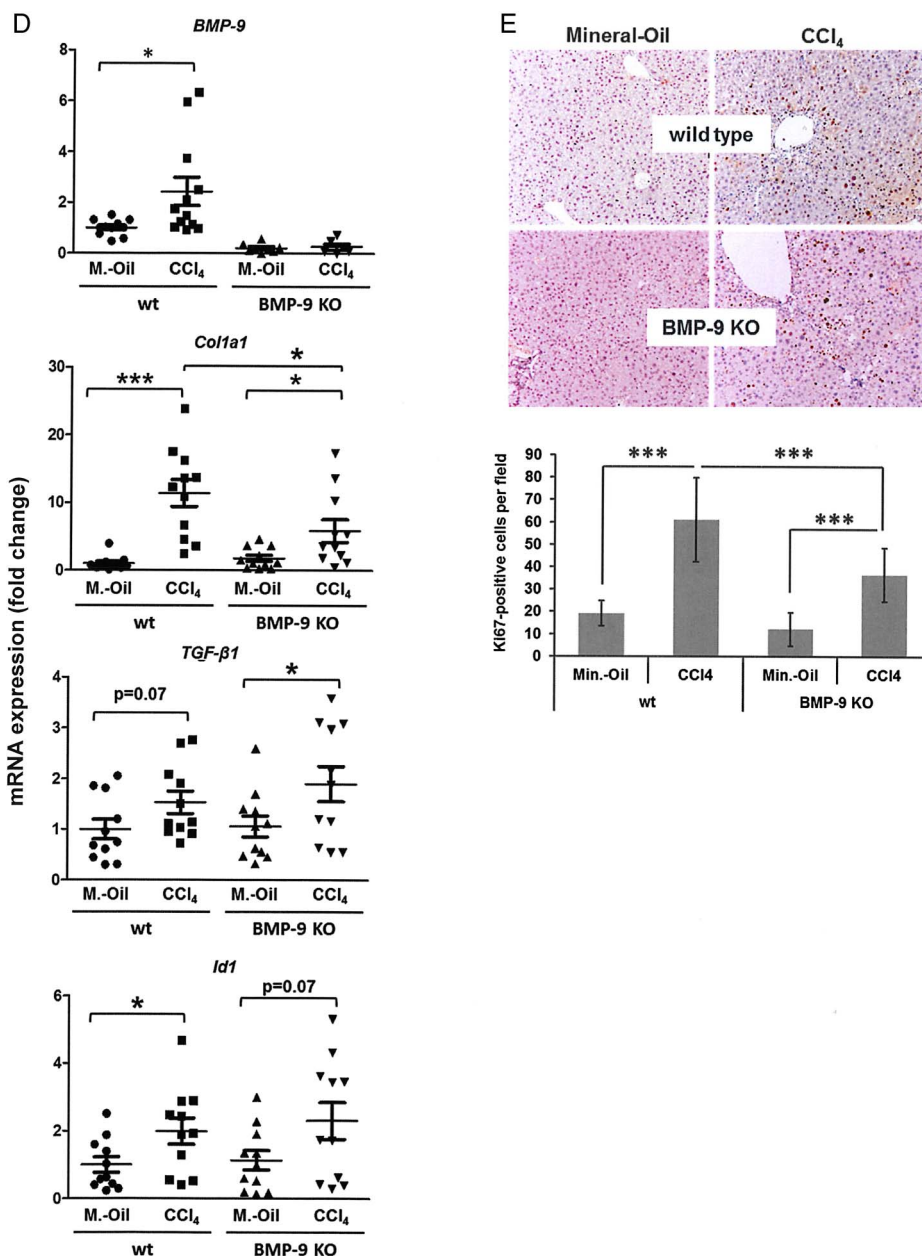 D
mRNA expression (fold change)
BMP-9
8
6
4
2
0
*
M.-Oil CCl₄ M.-Oil CCl₄
wt BMP-9 KO
Col1a1
30
20
10
0
*** * *
M.-Oil CCl₄ M.-Oil CCl₄
wt BMP-9 KO
TGF-β1
4
3
2
1
0
p=0.07 *
M.-Oil CCl₄ M.-Oil CCl₄
wt BMP-9 KO
Id1
6
4
2
0
* p=0.07
M.-Oil CCl₄ M.-Oil CCl₄
wt BMP-9 KO
E
Mineral-Oil CCl₄
wild type
BMP-9 KO
Ki67-positive cells per field
90
80
70
60
50
40
30
20
10
0
*** *** ***
Min.-Oil CCl4 Min.-Oil CCl4
wt BMP-9 KO